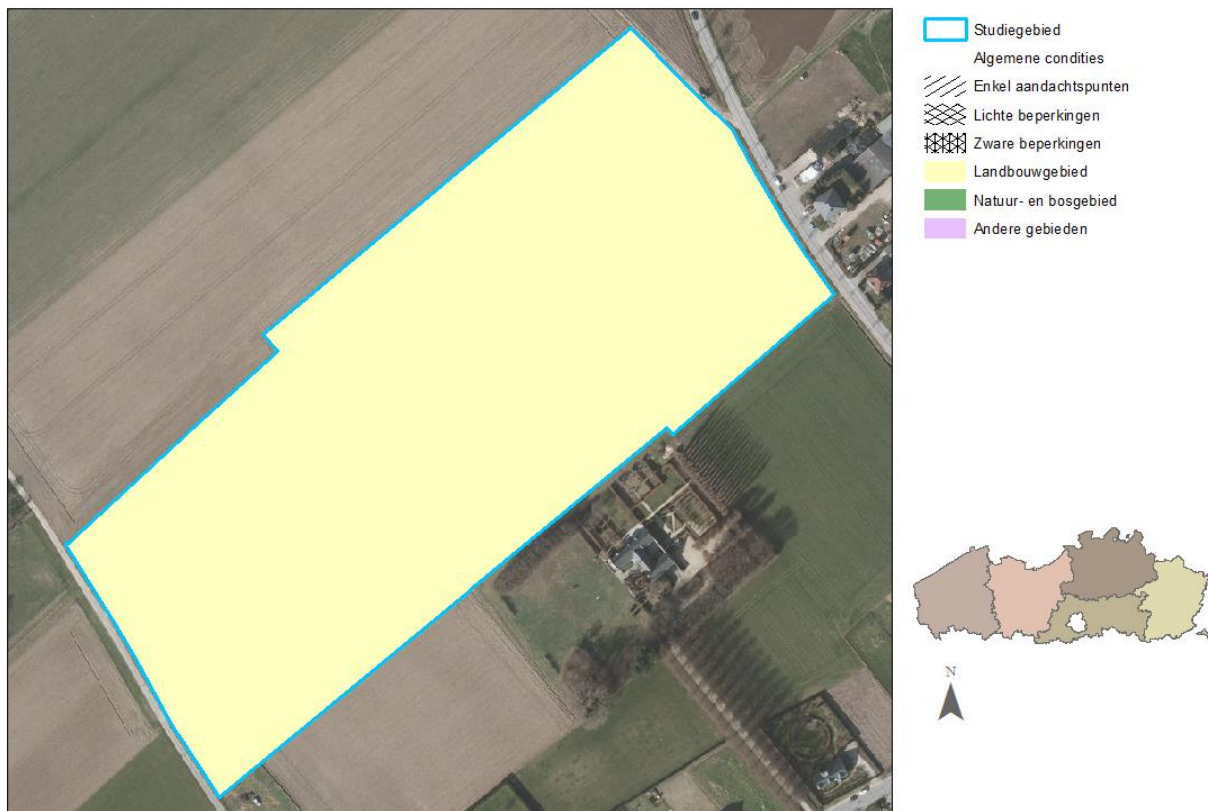 Studiegebied
Algemene condities
Enkel aandachtspunten
Lichte beperkingen
Zware beperkingen
Landbouwgebied
Natuur- en bosgebied
Andere gebieden
N